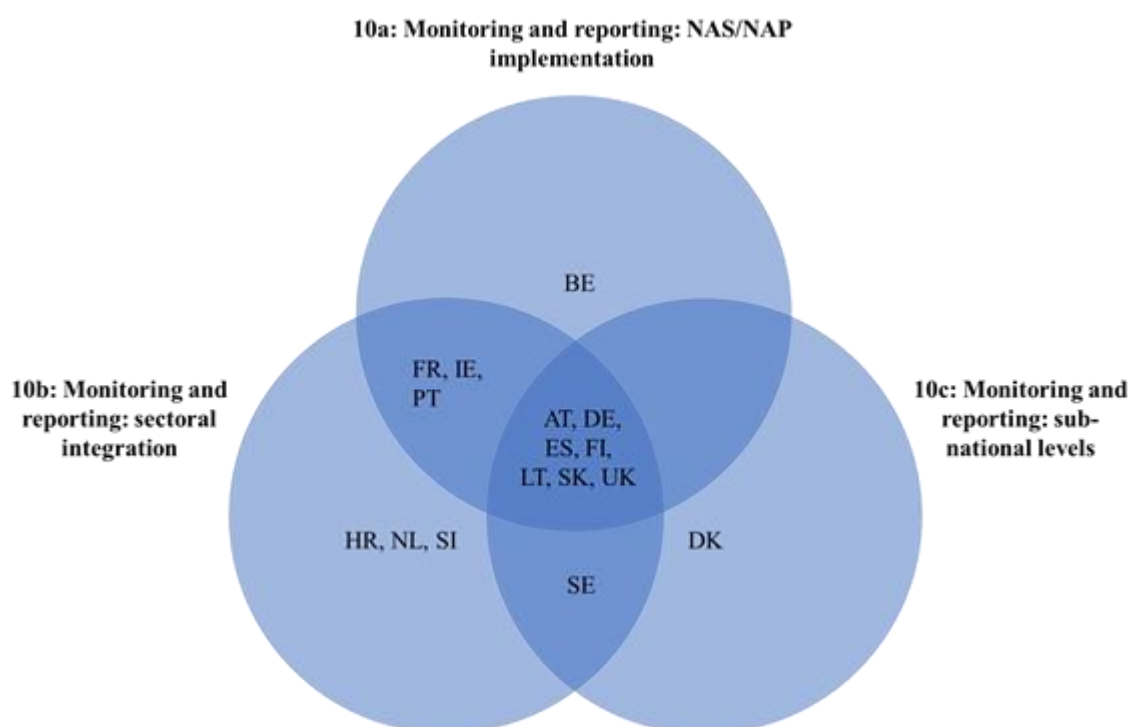 10a: Monitoring and reporting: NAS/NAP
implementation
BE
FR, IE,
PT
10b: Monitoring and
reporting: sectoral
integration
10c: Monitoring and
reporting: sub-
national levels
AT, DE,
ES, FI,
LT, SK, UK
HR, NL, SI
DK
SE